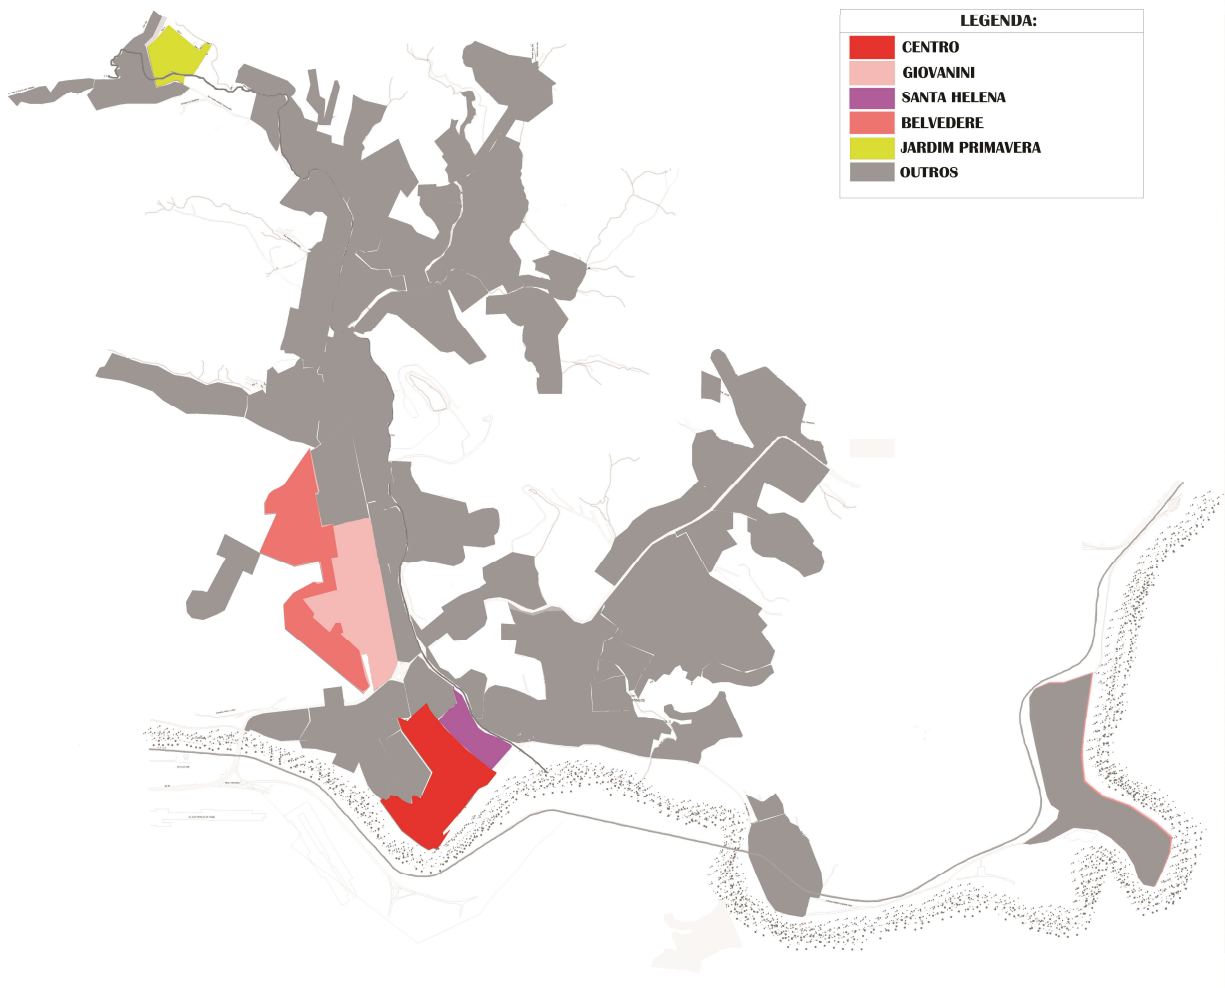 LEGENDA:
CENTRO
GIOVANINI
SANTA HELENA
BELVEDERE
JARDIM PRIMAVERA
OUTROS